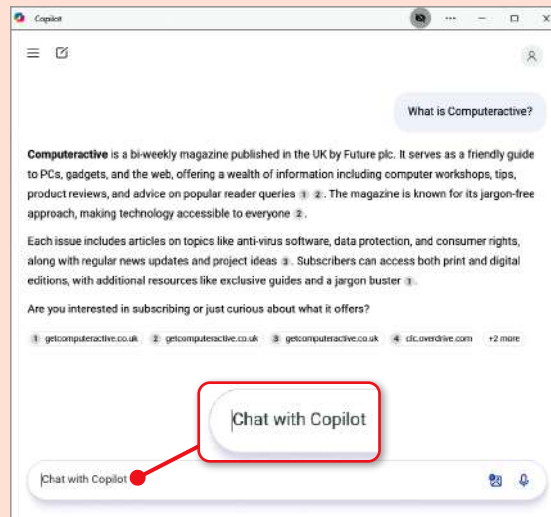 Copilot
What is Computeractive?
Computeractive is a bi-weekly magazine published in the UK by Future plc. It serves as a friendly guide
to PCs, gadgets, and the web, offering a wealth of information including computer workshops, tips,
product reviews, and advice on popular reader queries 1 2. The magazine is known for its jargon-free
approach, making technology accessible to everyone 2.
Each issue includes articles on topics like anti-virus software, data protection, and consumer rights,
along with regular news updates and project ideas 3. Subscribers can access both print and digital
editions, with additional resources like exclusive guides and a jargon buster 1.
Are you interested in subscribing or just curious about what it offers?
1 getcomputeractive.co.uk 2 getcomputeractive.co.uk 3 getcomputeractive.co.uk 4 clc.overdrive.com +2 more
Chat with Copilot
Chat with Copilot